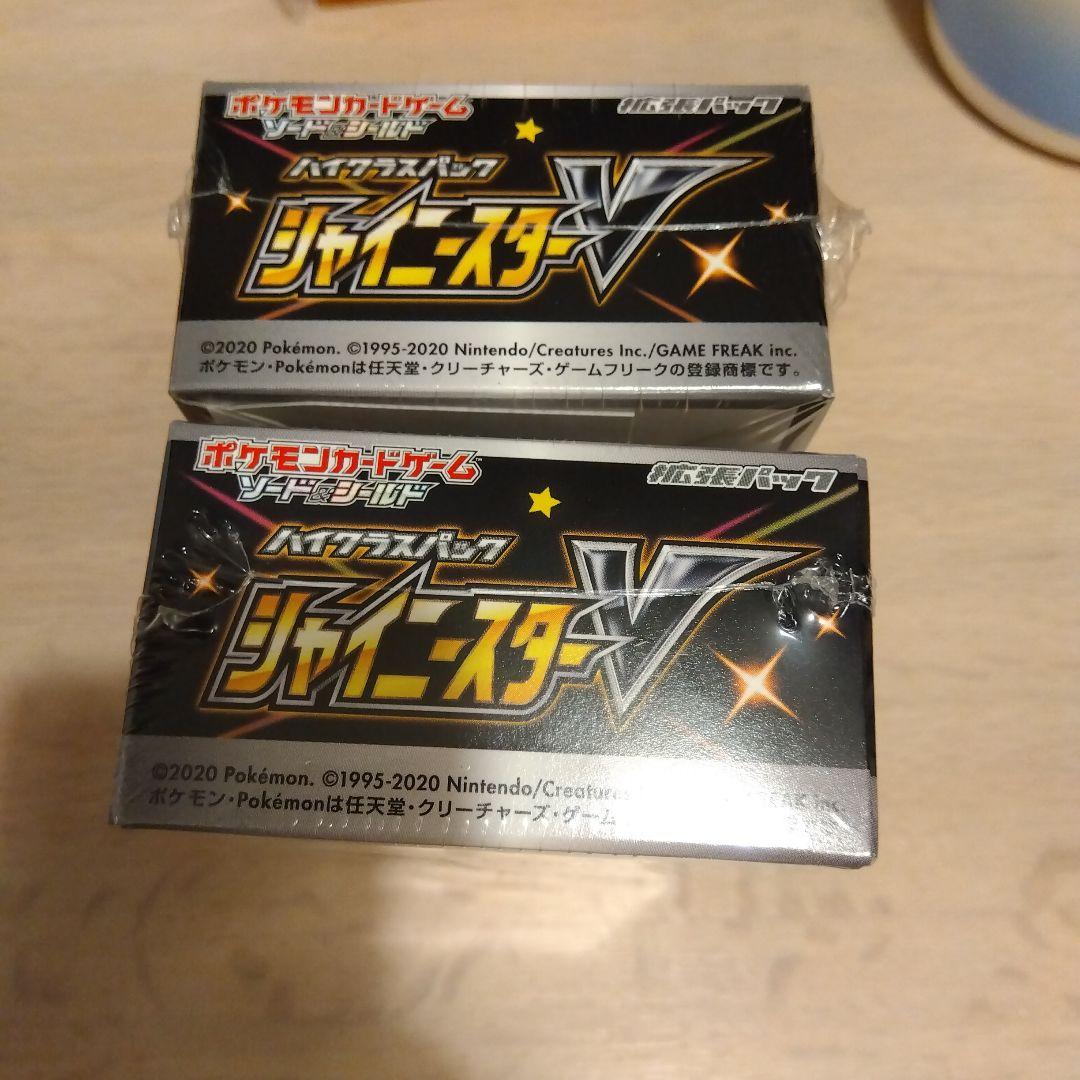 ポケモンカードゲーム
ソード&シールド
拡張パック
ハイクラスパック
シャイニースターV
©2020 Pokémon. ©1995-2020 Nintendo/Creatures Inc./GAME FREAK inc.
ポケモン・Pokémonは任天堂・クリーチャーズ・ゲームフリークの登録商標です。
ポケモンカードゲーム
ソード&シールド
拡張パック
ハイクラスパック
シャイニースターV
©2020 Pokémon. ©1995-2020 Nintendo/Creatures FREAK inc.
ポケモン・Pokémonは任天堂・クリーチャーズ・ゲーム